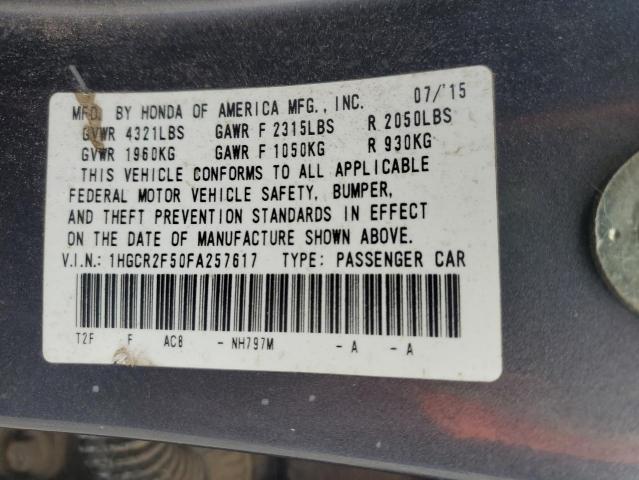 MFD. BY HONDA OF AMERICA MFG., INC. 07/'15
GVWR 4321LBS GAWR F 2315LBS R 2050LBS
GVWR 1960KG GAWR F 1050KG R 930KG
THIS VEHICLE CONFORMS TO ALL APPLICABLE
FEDERAL MOTOR VEHICLE SAFETY, BUMPER,
AND THEFT PREVENTION STANDARDS IN EFFECT
ON THE DATE OF MANUFACTURE SHOWN ABOVE.
V.I.N.: 1HGCR2F50FA257617 TYPE: PASSENGER CAR
T2F F AC8 - NH797M - A - A